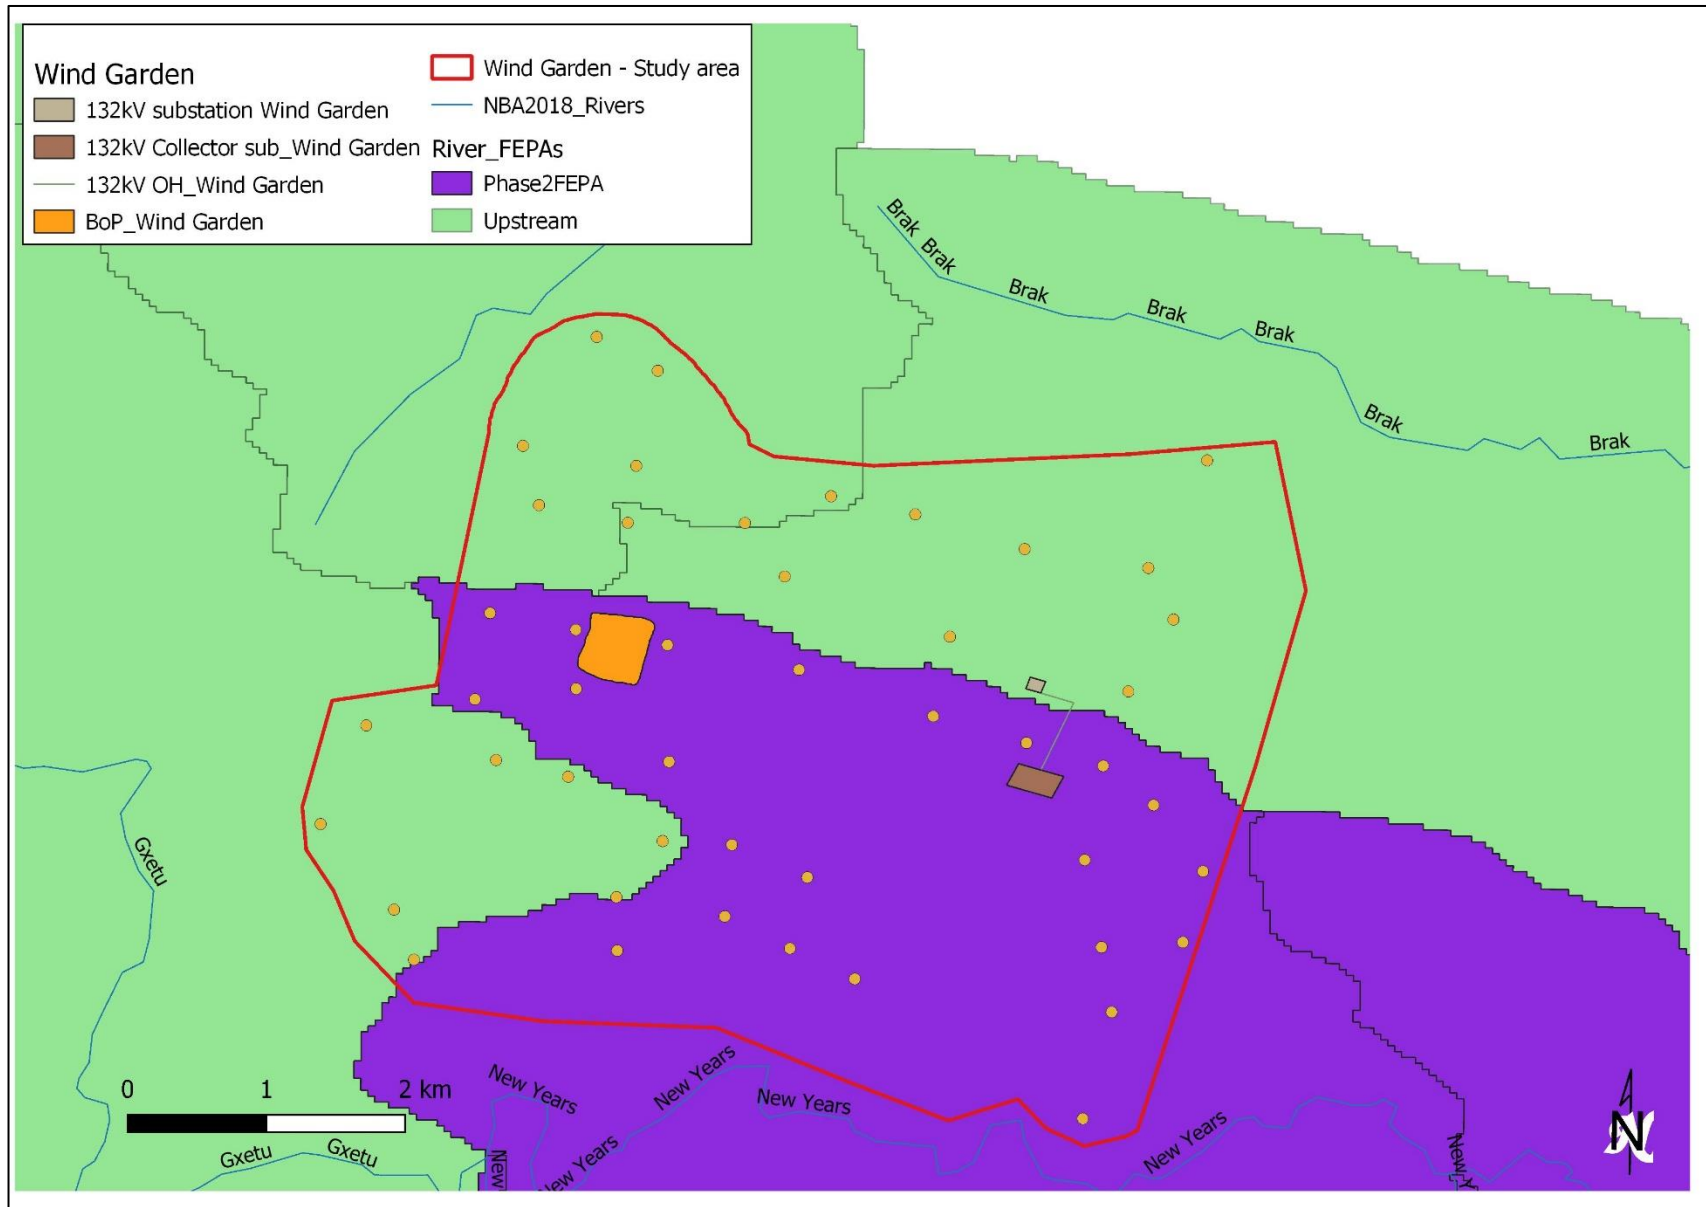 Wind Garden
132kV substation Wind Garden
132kV Collector sub_Wind Garden
132kV OH_Wind Garden
BoP_Wind Garden
Wind Garden - Study area
NBA2018_Rivers
River_FEPAs
Phase2FEPA
Upstream
Brak
Brak
Brak
Brak
Brak
Brak
Brak
Gxetu
0 1 2 km
New Years
New Years
New Years
New Years
New Years
New
New Y
Gxetu
Gxetu
N